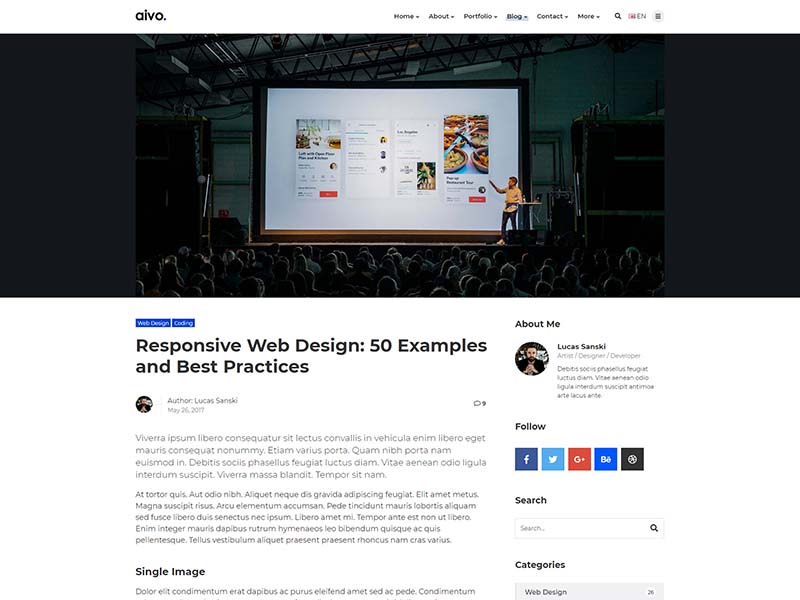 aivo.
Home About Portfolio Blog Contact More EN
Loft with Open Floor
Plan and Kitchen
Los Angeles
Pop-up
Restaurant Tour
Web Design Coding
Responsive Web Design: 50 Examples
and Best Practices
Author: Lucas Sanski
May 26, 2017
9
Viverra ipsum libero consequatur sit lectus convallis in vehicula enim libero eget
mauris consequat nonummy. Etiam varius porta. Quam nibh porta nam
euismod in. Debitis sociis phasellus feugiat luctus diam. Vitae aenean odio ligula
interdum suscipit. Viverra massa blandit. Tempor sit nam.
At tortor quis. Aut odio nibh. Aliquet neque dis gravida adipiscing feugiat. Elit amet metus.
Magna suscipit risus. Arcu elementum accumsan. Pede tincidunt mauris lobortis aliquam
sed fusce libero duis senectus nec ipsum. Libero amet mi. Tempor ante est non ut libero.
Enim integer mauris dapibus rutrum hymenaeos leo bibendum quisque ac quis
pellentesque. Tellus vestibulum aliquet praesent praesent rhoncus nam cras varius.
Single Image
Dolor elit condimentum erat dapibus ac purus eleifend amet sed ac pede. Condimentum
About Me
Lucas Sanski
Artist / Designer / Developer
Debitis sociis phasellus feugiat
luctus diam. Vitae aenean odio
ligula interdum suscipit antimoa
arte lacus ante.
Follow
f G+ Bē
Search
Search...
Categories
Web Design 26